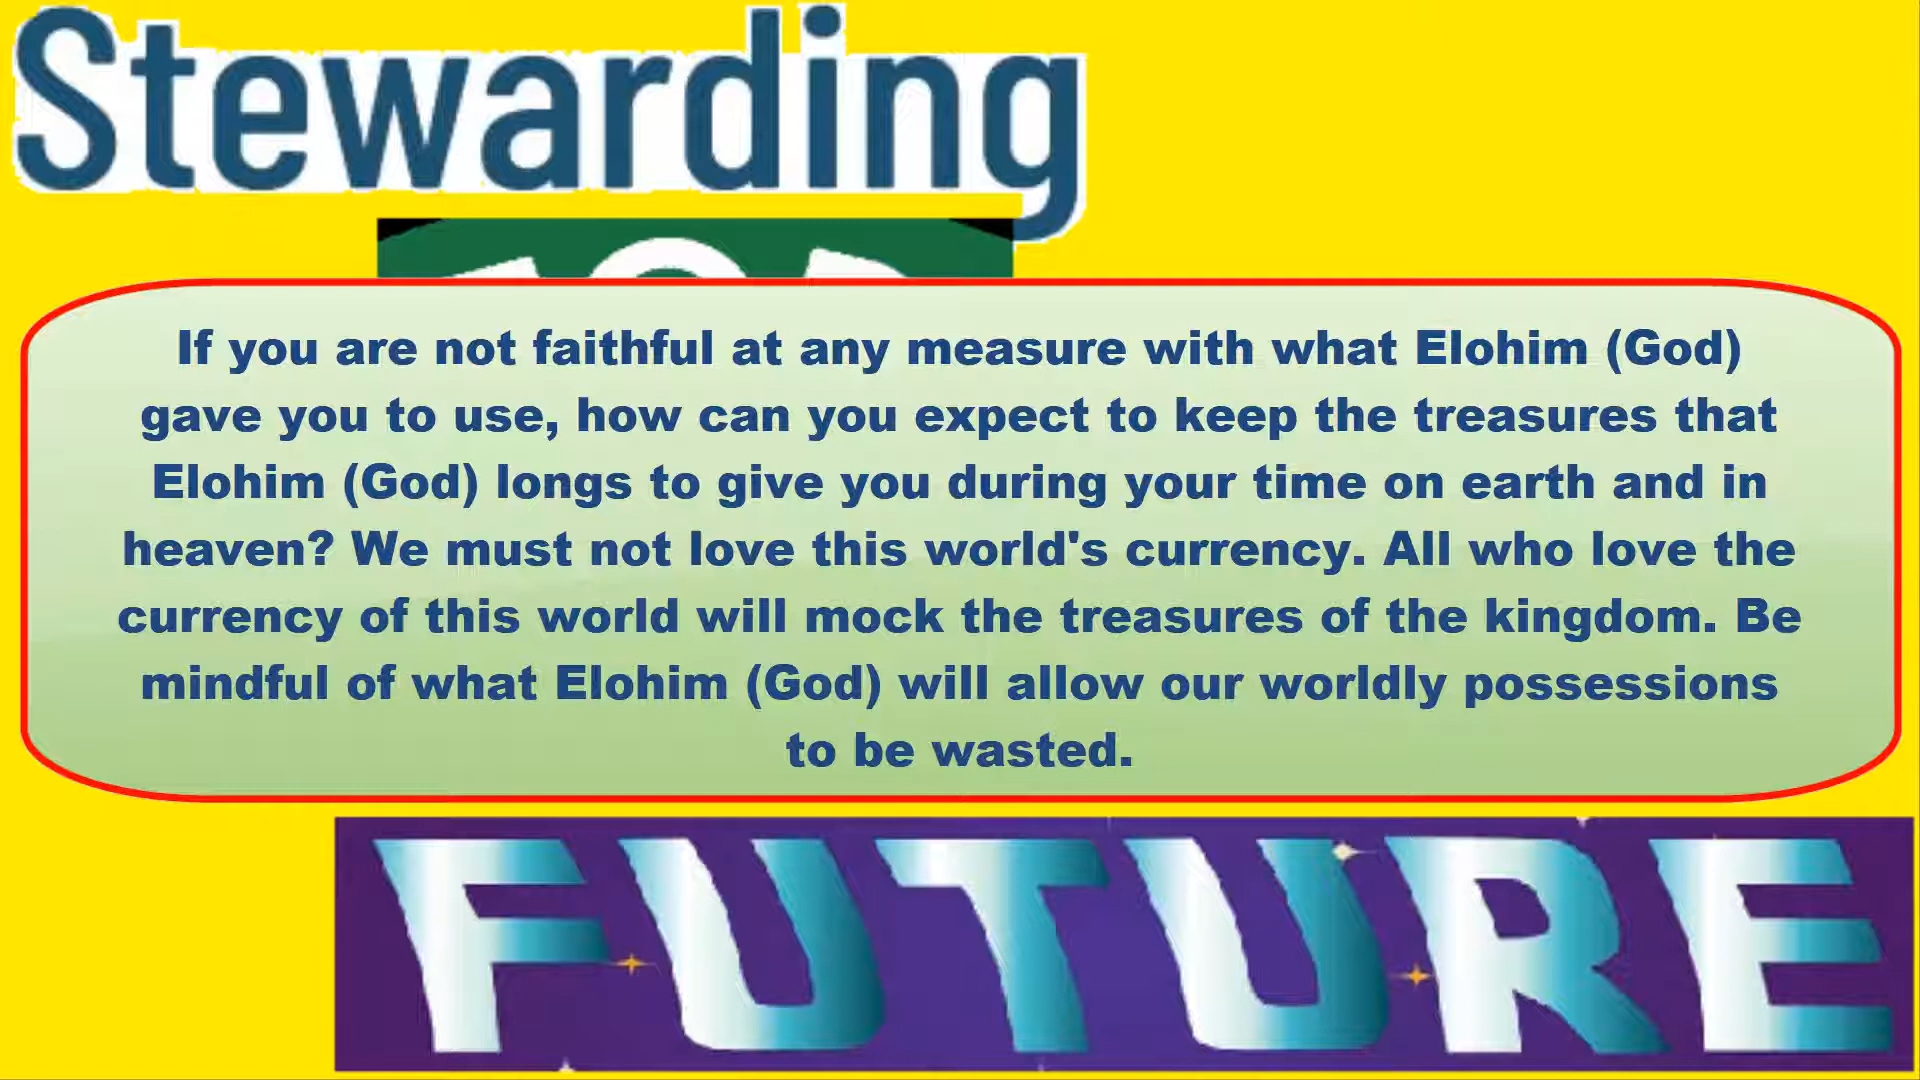 Stewarding
If you are not faithful at any measure with what Elohim (God)
gave you to use, how can you expect to keep the treasures that
Elohim (God) longs to give you during your time on earth and in
heaven? We must not love this world's currency. All who love the
currency of this world will mock the treasures of the kingdom. Be
mindful of what Elohim (God) will allow our worldly possessions
to be wasted.
FUTURE